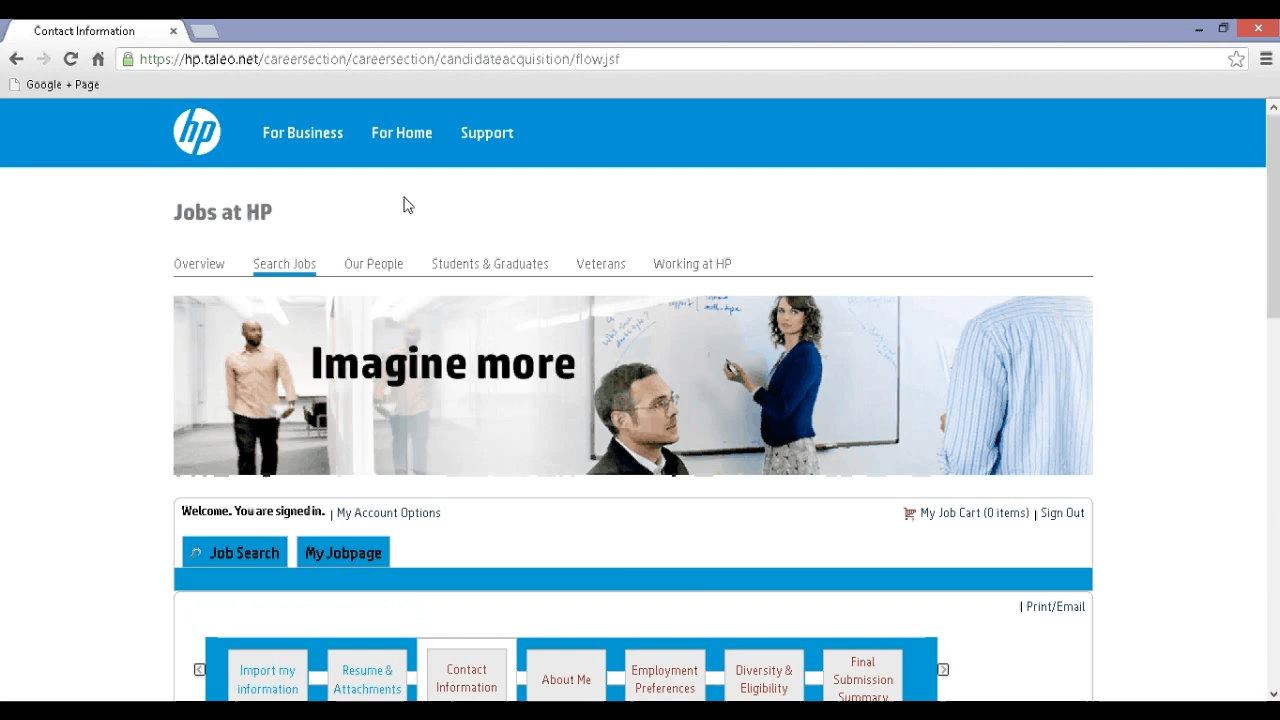 Contact Information
https://hp.taleo.net/careersection/careersection/candidateacquisition/flow.jsf
Google + Page
hp For Business For Home Support
Jobs at HP
Overview Search Jobs Our People Students & Graduates Veterans Working at HP
Imagine more
Welcome. You are signed in. | My Account Options My Job Cart (0 items) | Sign Out
Job Search My Jobpage
| Print/Email
Import my information
Resume & Attachments
Contact Information
About Me
Employment Preferences
Diversity & Eligibility
Final Submission Summary